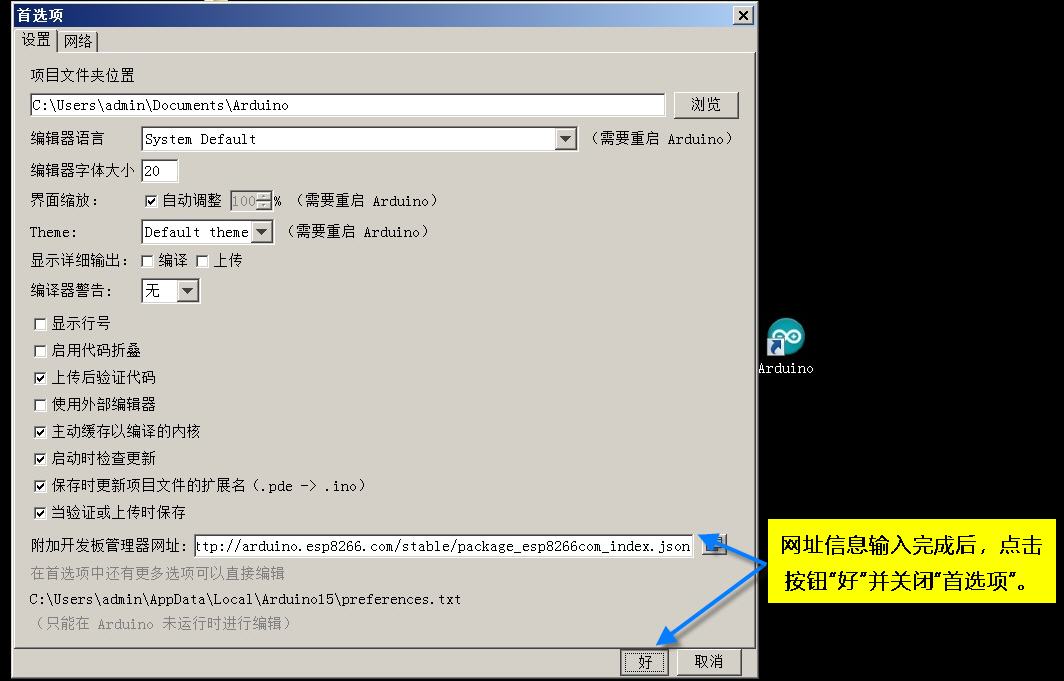 首选项
设置 网络
项目文件夹位置
C:\Users\admin\Documents\Arduino 浏览
编辑器语言 System Default （需要重启 Arduino）
编辑器字体大小 20
界面缩放： 自动调整 100% （需要重启 Arduino）
Theme: Default theme （需要重启 Arduino）
显示详细输出： 编译 上传
编译器警告： 无
显示行号
启用代码折叠
上传后验证代码
使用外部编辑器
主动缓存以编译的内核
启动时检查更新
保存时更新项目文件的扩展名（.pde -> .ino）
当验证或上传时保存
附加开发板管理器网址： ttp://arduino.esp8266.com/stable/package_esp8266com_index.json
在首选项中还有更多选项可以直接编辑
C:\Users\admin\AppData\Local\Arduino15\preferences.txt
（只能在 Arduino 未运行时进行编辑）
好 取消
Arduino
网址信息输入完成后，点击
按钮“好”并关闭“首选项”。